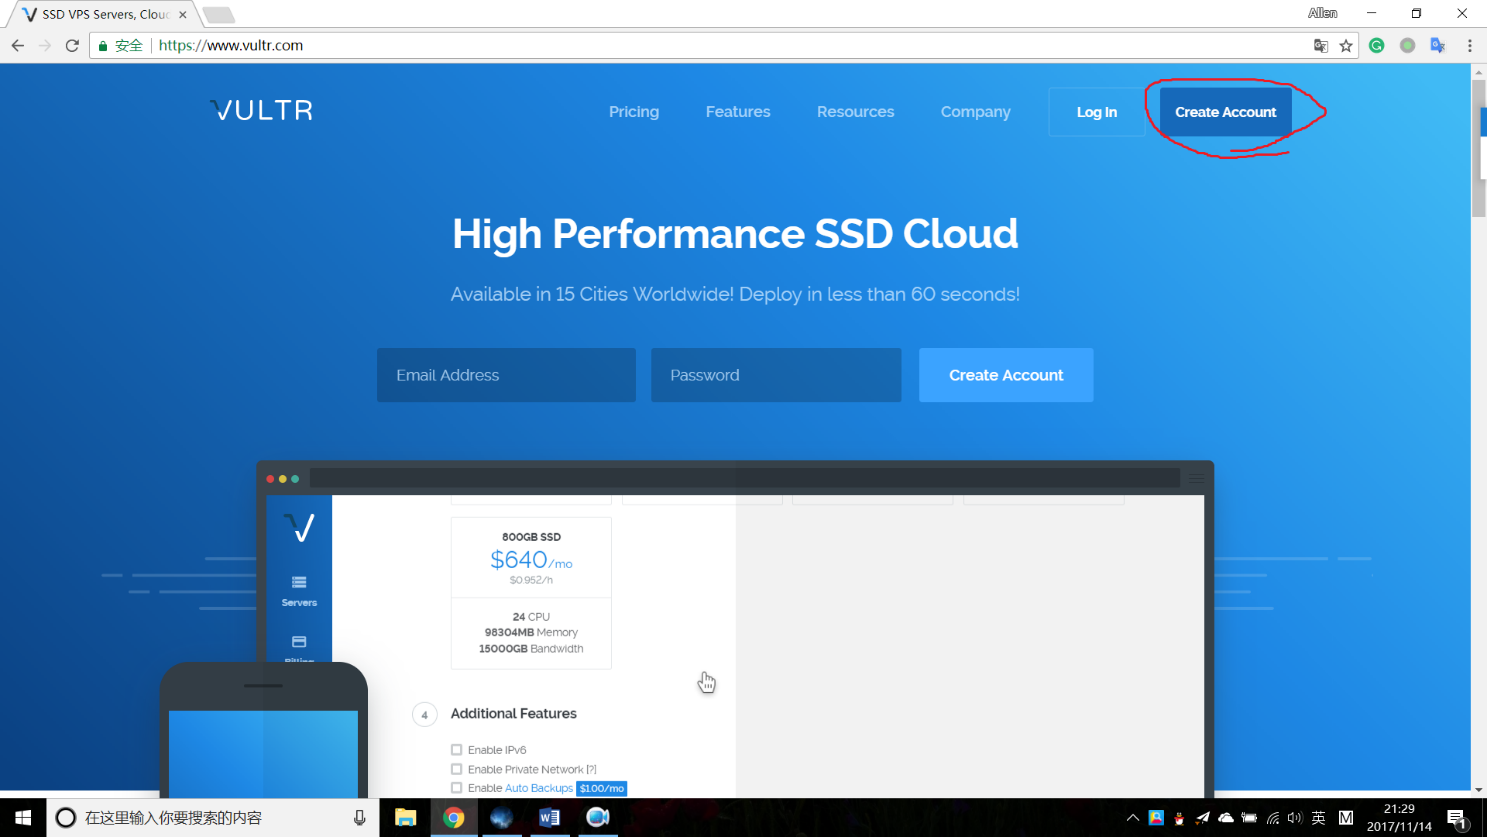 SSD VPS Servers, Clou
Allen
安全
https://www.vultr.com
VULTR
Pricing
Features
Resources
Company
Log In
Create Account
High Performance SSD Cloud
Available in 15 Cities Worldwide! Deploy in less than 60 seconds!
Email Address
Password
Create Account
800GB SSD
$640/mo
$0.952/h
24 CPU
98304MB Memory
15000GB Bandwidth
Servers
4
Additional Features
Enable IPv6
Enable Private Network [?]
Enable Auto Backups $1.00/mo
在这里输入你要搜索的内容
英
M
21:29
2017/11/14
1